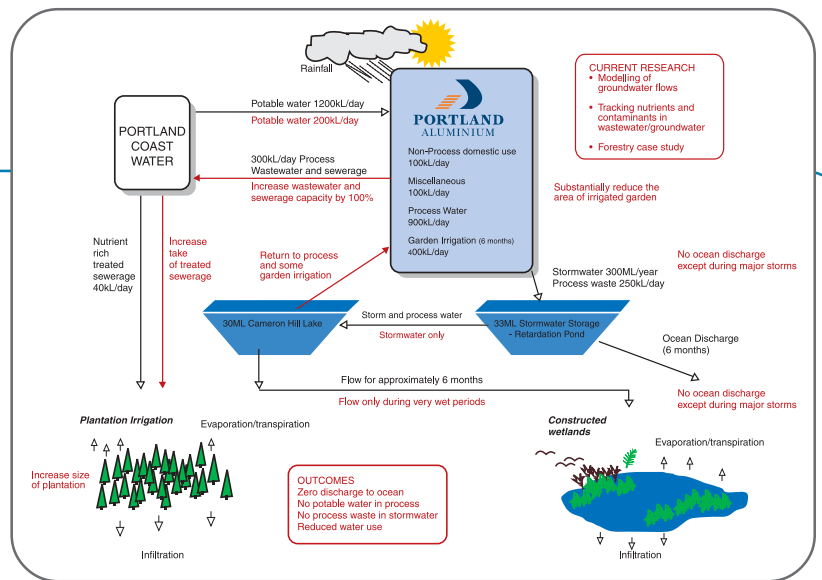 Rainfall
CURRENT RESEARCH
• Modelling of
groundwater flows
• Tracking nutrients and
contaminants in
wastewater/groundwater
• Forestry case study
PORTLAND
COAST
WATER
Potable water 1200kL/day
Potable water 200kL/day
300kL/day Process
Wastewater and sewerage
Increase wastewater and
sewerage capacity by 100%
PORTLAND
ALUMINIUM
Non-Process domestic use
100kL/day
Miscellaneous
100kL/day
Process Water
900kL/day
Garden Irrigation (6 months)
400kL/day
Substantially reduce the
area of irrigated garden
Nutrient
rich
treated
sewerage
40kL/day
Increase
take
of treated
sewerage
Return to process
and some
garden irrigation
No ocean discharge
except during major storms
Stormwater 300ML/year
Process waste 250kL/day
30ML Cameron Hill Lake
Storm and process water
Stormwater only
33ML Stormwater Storage
- Retardation Pond
Ocean Discharge
(6 months)
Flow for approximately 6 months
Flow only during very wet periods
No ocean discharge
except during major storms
Plantation Irrigation
Evaporation/transpiration
Constructed
wetlands
Evaporation/transpiration
Increase size
of plantation
OUTCOMES
Zero discharge to ocean
No potable water in process
No process waste in stormwater
Reduced water use
Infiltration
Infiltration